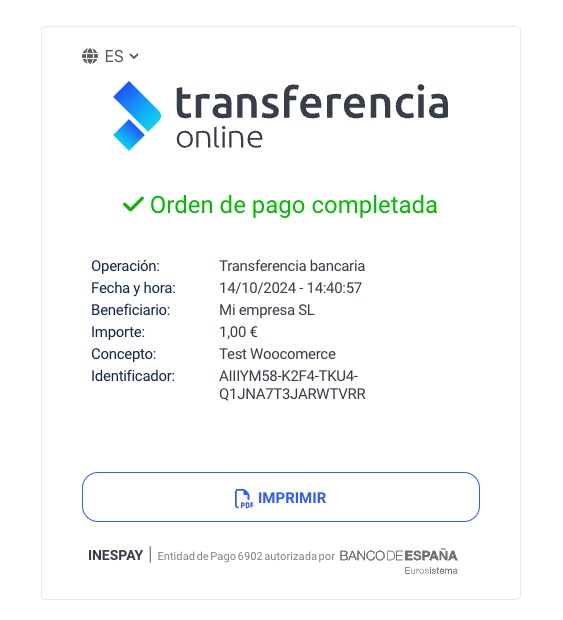 ES
transferencia
online
Orden de pago completada
Operación: Transferencia bancaria
Fecha y hora: 14/10/2024 - 14:40:57
Beneficiario: Mi empresa SL
Importe: 1,00 €
Concepto: Test Woocomerce
Identificador: AIIIYM58-K2F4-TKU4-
Q1JNA7T3JARWTVRR
PDF IMPRIMIR
INESPAY | Entidad de Pago 6902 autorizada por BANCODEESPAÑA
Eurosistema